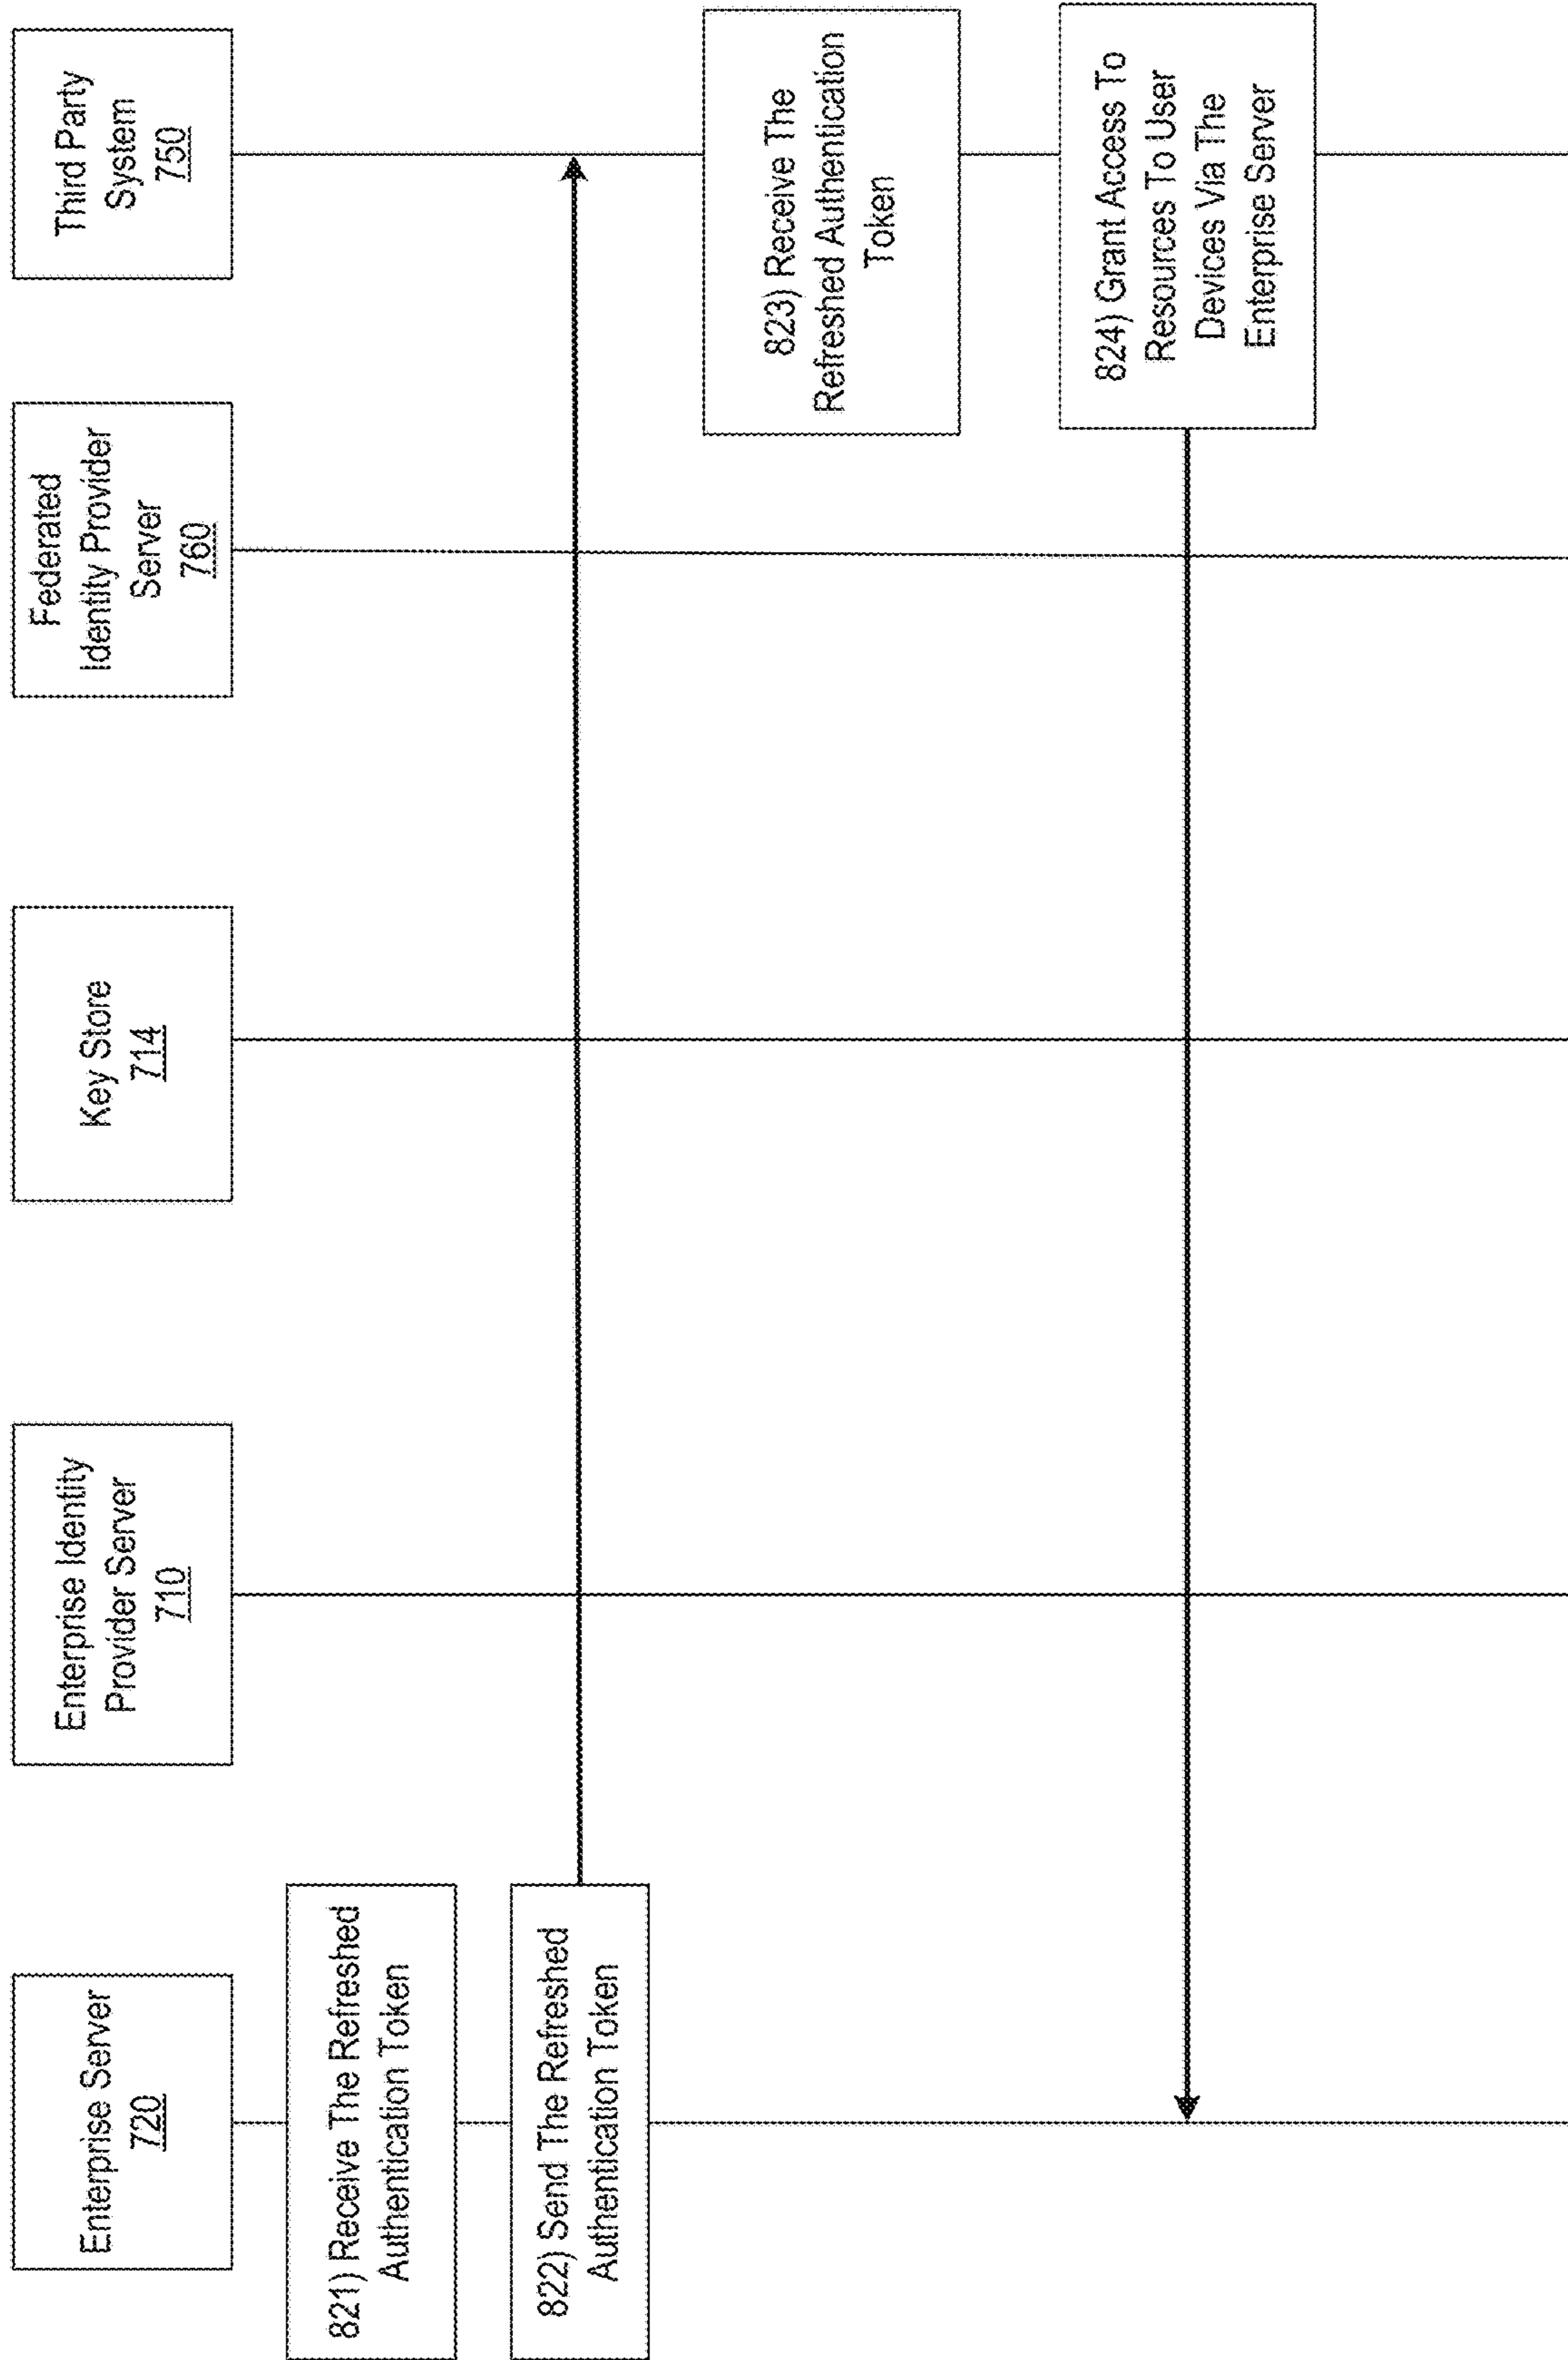 Enterprise Server
720
Enterprise Identity
Provider Server
710
Key Store
714
Federated
Identity Provider
Server
760
Third Party
System
750
821) Receive The Refreshed
Authentication Token
822) Send The Refreshed
Authentication Token
823) Receive The
Refreshed Authentication
Token
824) Grant Access To
Resources To User
Devices Via The
Enterprise Server